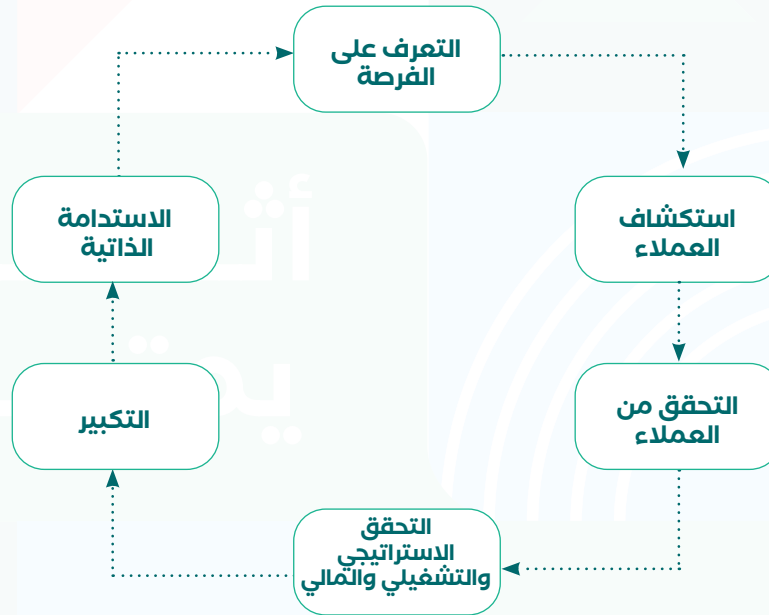 التعرف على
الفرصة
استكشاف
العملاء
التحقق من
العملاء
التحقق
الاستراتيجي
والتشغيلي والمالي
التكبير
الاستدامة
الذاتية